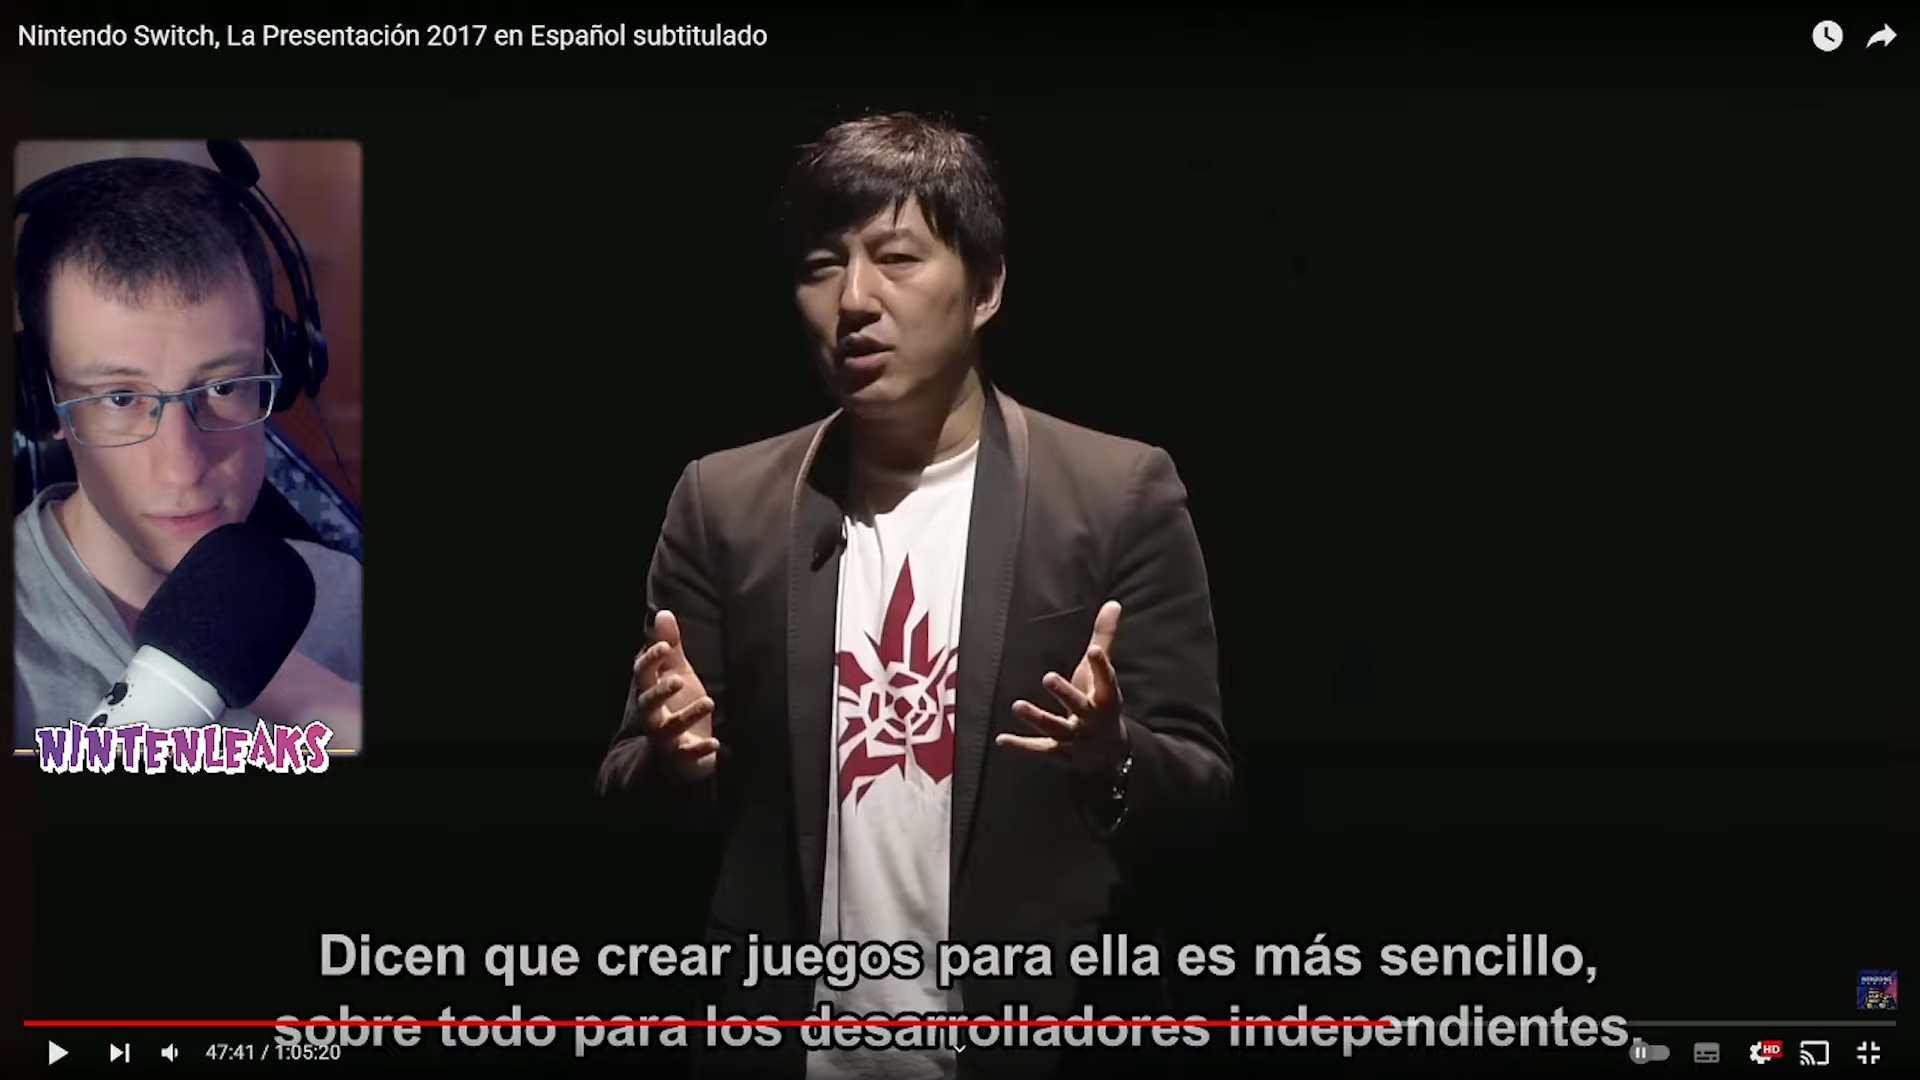 Nintendo Switch, La Presentación 2017 en Español subtitulado
NINTENLEAKS
Dicen que crear juegos para ella es más sencillo,
sobre todo para los desarrolladores independientes.
47:41 / 1:05:20
HD